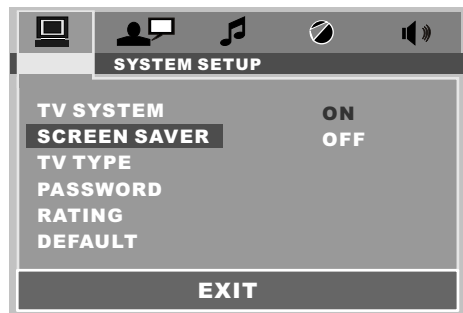 SYSTEM SETUP
TV SYSTEM ON
SCREEN SAVER OFF
TV TYPE
PASSWORD
RATING
DEFAULT
EXIT